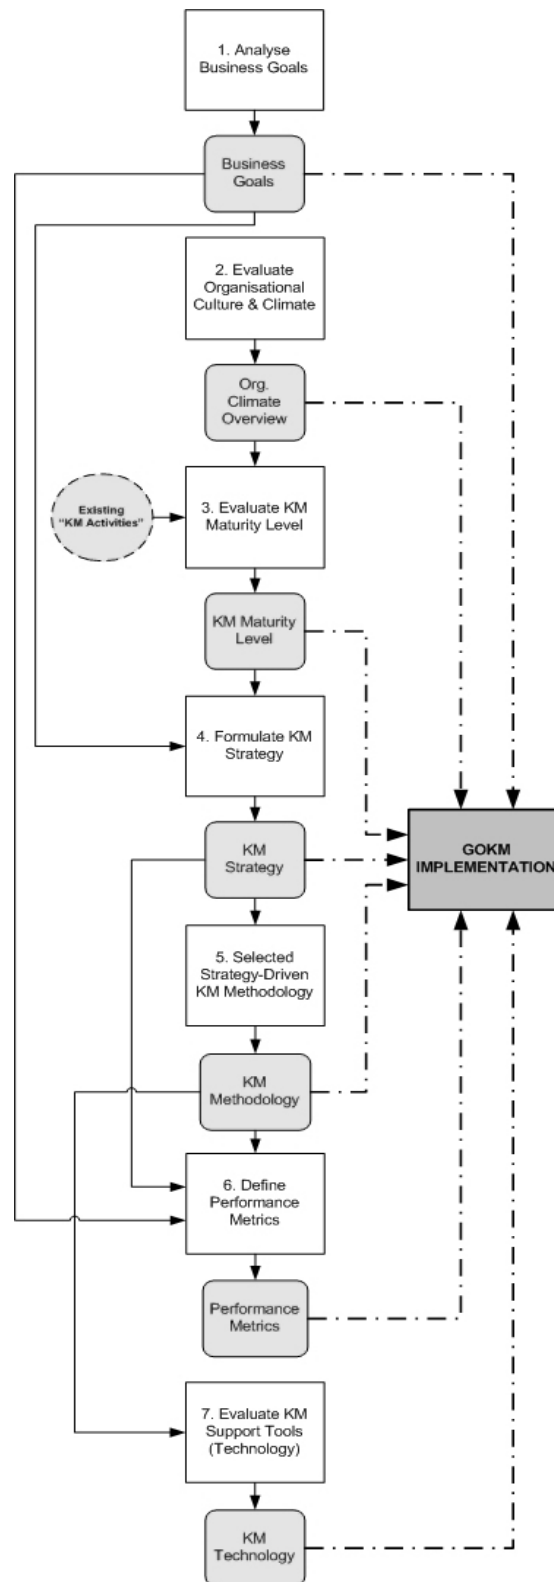 1. Analyse
Business Goals
Business
Goals
2. Evaluate
Organisational
Culture & Climate
Org.
Climate
Overview
Existing
"KM Activities"
3. Evaluate KM
Maturity Level
KM Maturity
Level
4. Formulate KM
Strategy
KM
Strategy
GOKM
IMPLEMENTATION
5. Selected
Strategy-Driven
KM Methodology
KM
Methodology
6. Define
Performance
Metrics
Performance
Metrics
7. Evaluate KM
Support Tools
(Technology)
KM
Technology